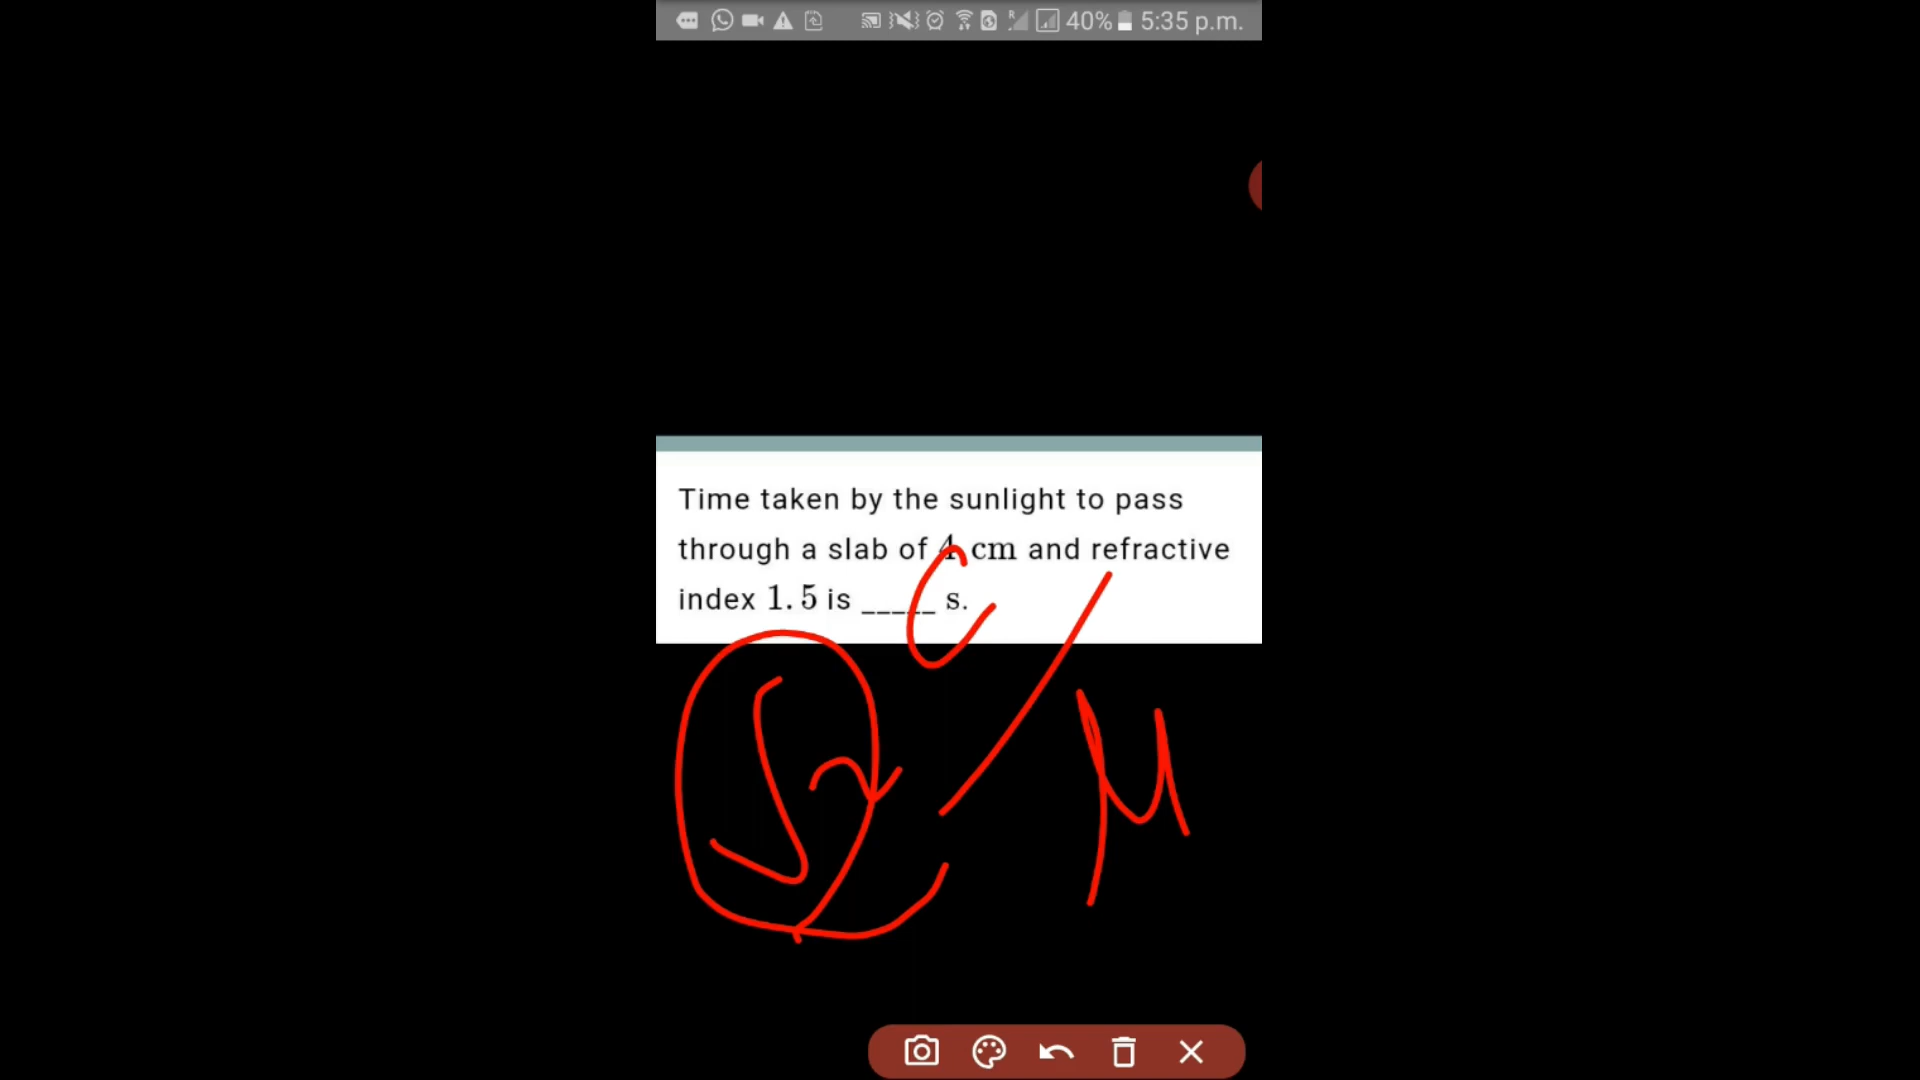 40% 5:35 p.m.
Time taken by the sunlight to pass
through a slab of 4 cm and refractive
index 1.5 is _____ s.
C
μ